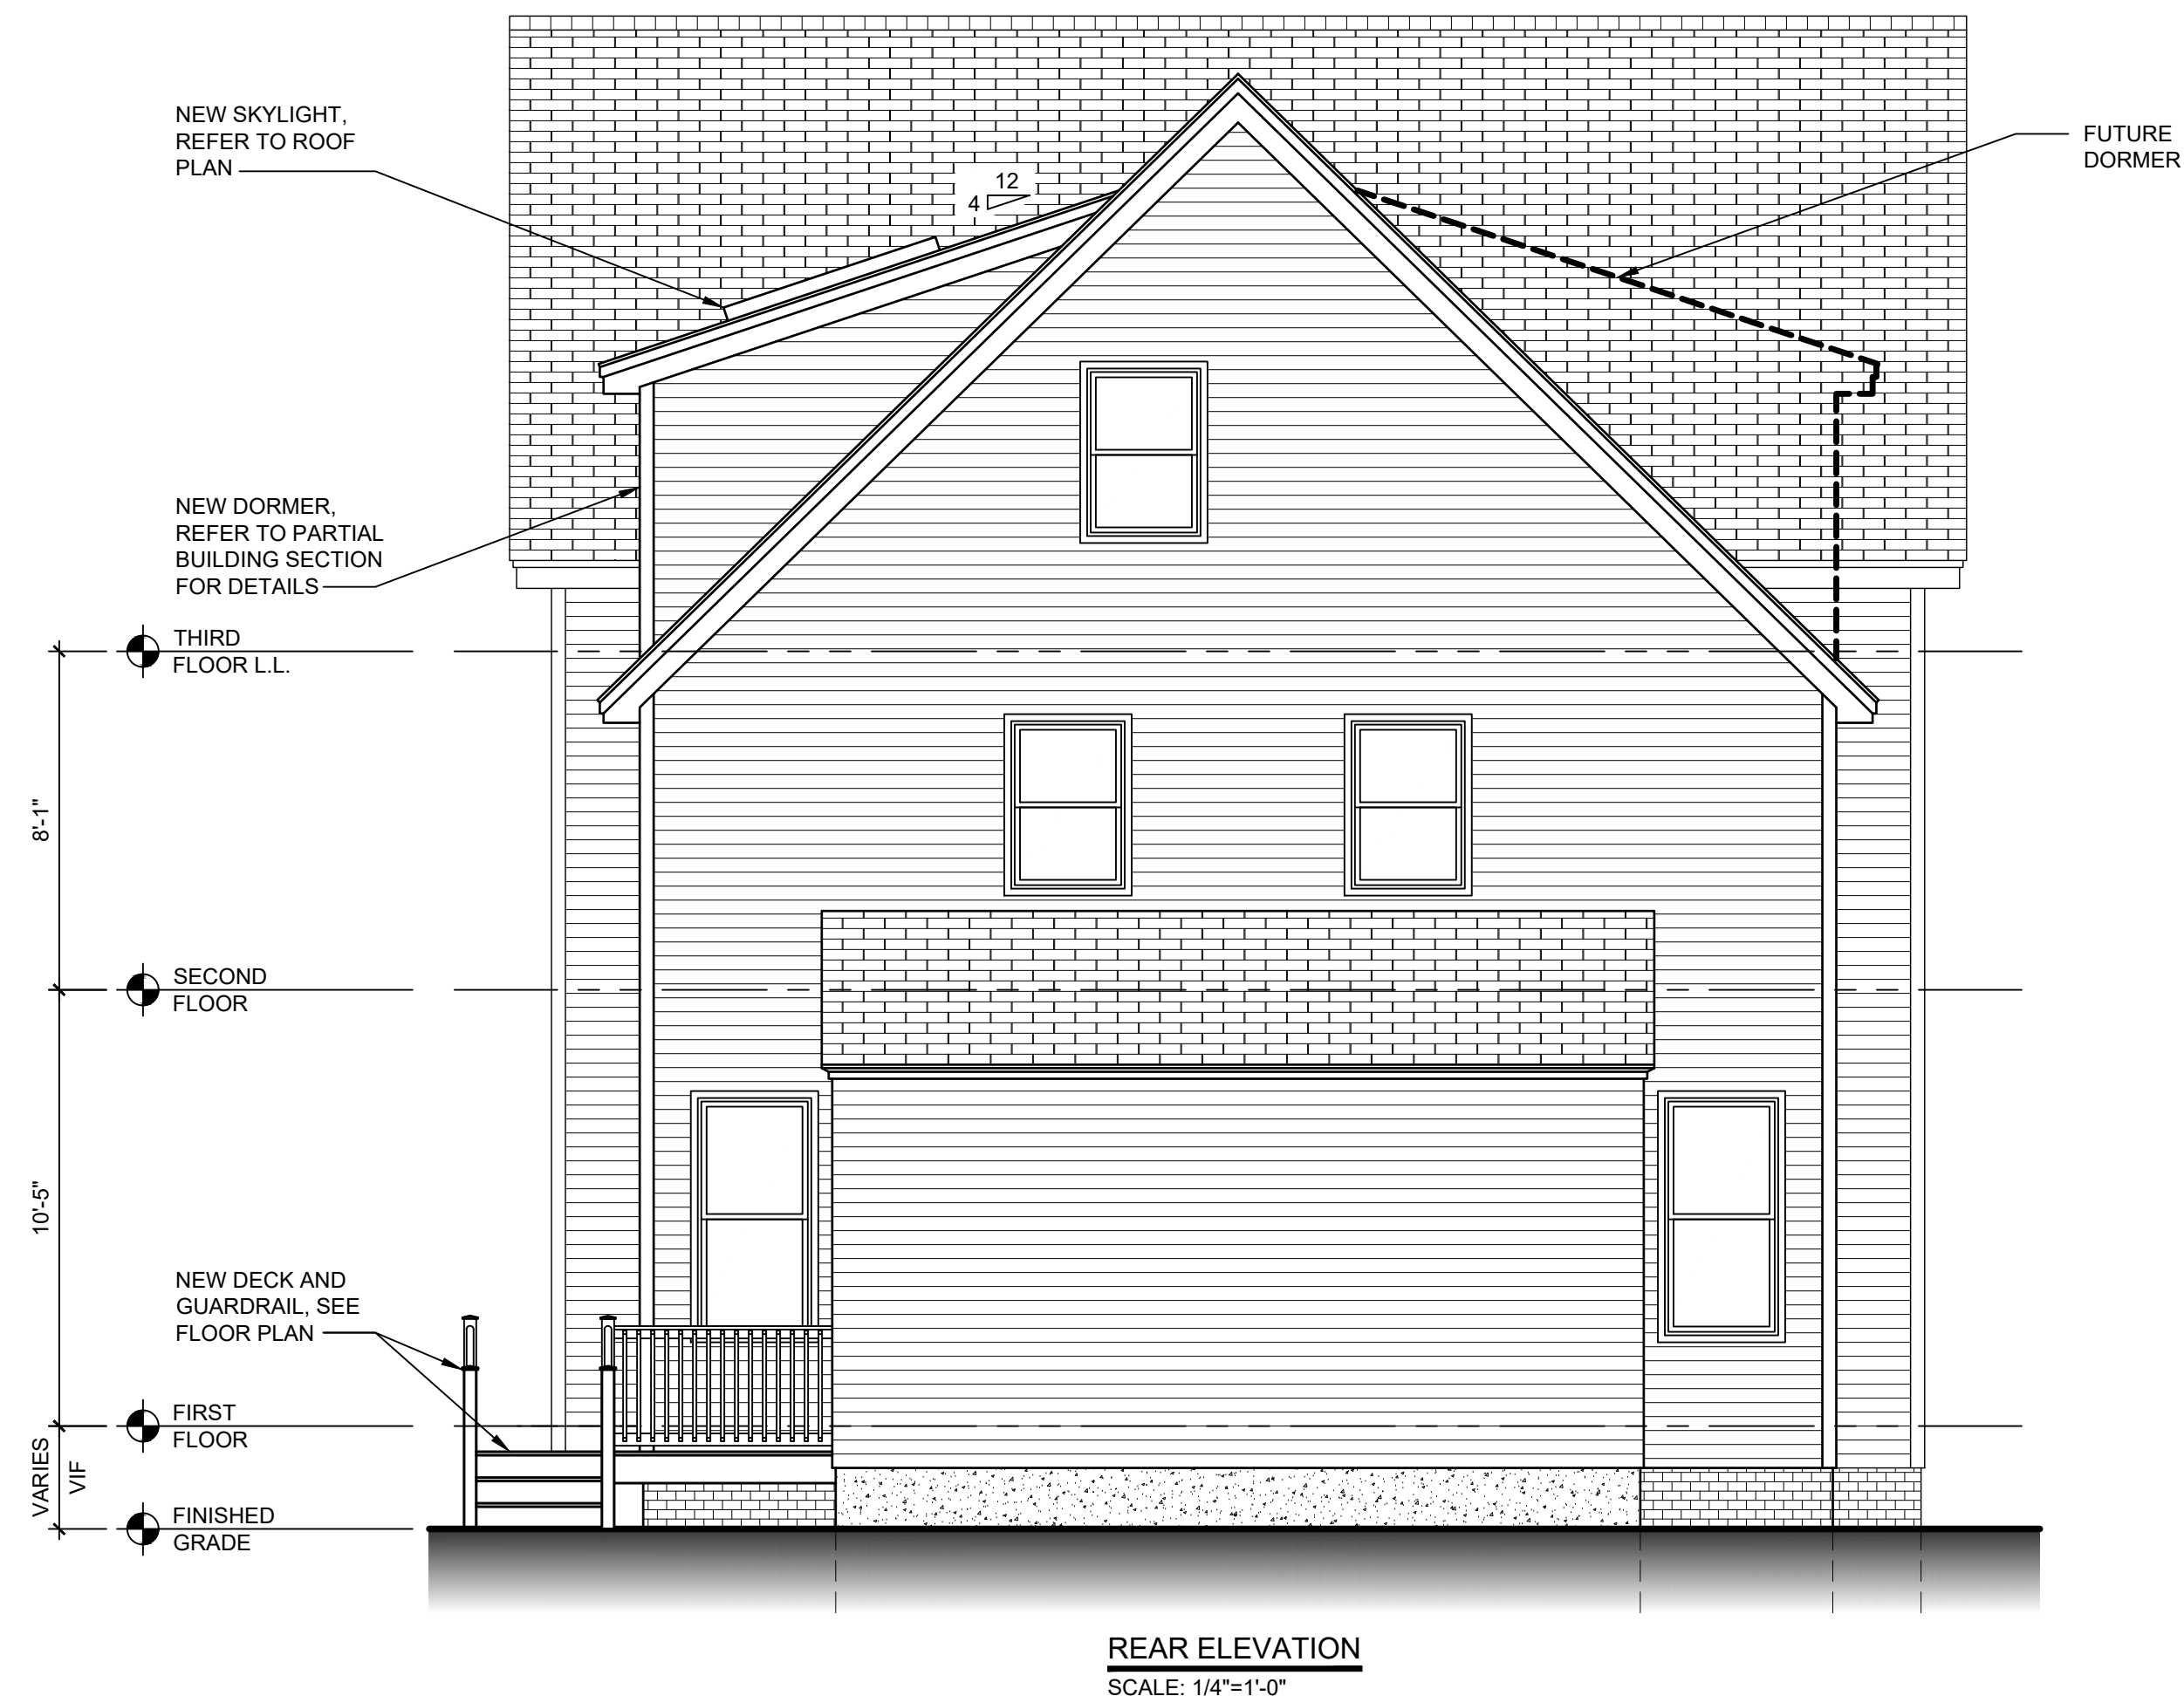 NEW SKYLIGHT,
REFER TO ROOF
PLAN
12
4
FUTURE
DORMER
NEW DORMER,
REFER TO PARTIAL
BUILDING SECTION
FOR DETAILS
THIRD
FLOOR L.L.
8'-1"
SECOND
FLOOR
10'-5"
NEW DECK AND
GUARDRAIL, SEE
FLOOR PLAN
FIRST
FLOOR
VARIES
VIF
FINISHED
GRADE
REAR ELEVATION
SCALE: 1/4"=1'-0"